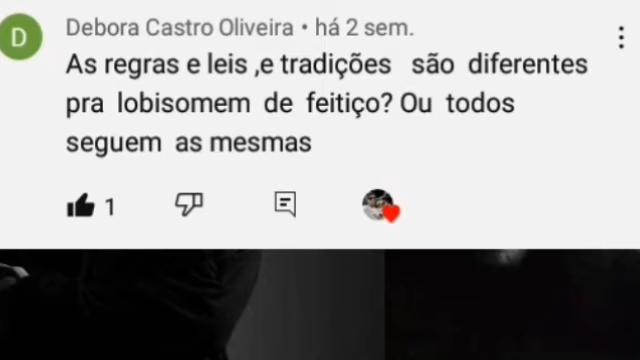 D
Debora Castro Oliveira • há 2 sem.
As regras e leis ,e tradições são diferentes
pra lobisomem de feitiço? Ou todos
seguem as mesmas
1